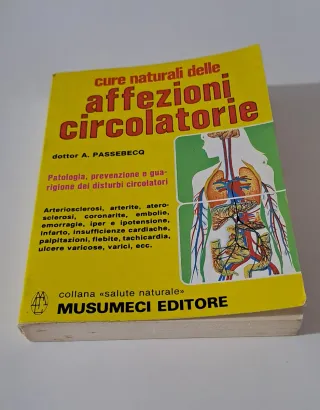 cure naturali delle
affezioni
circolatorie
dottor A. PASSEBECQ
Patologia, prevenzione e gua-
rigione dei disturbi circolatori
Arteriosclerosi, arterite, atero-
sclerosi, coronarite, embolie,
emorragie, iper e ipotensione,
infarto, insufficienze cardiache,
palpitazioni, flebite, tachicardia,
ulcere varicose, varici, ecc.
collana «salute naturale»
MUSUMECI EDITORE